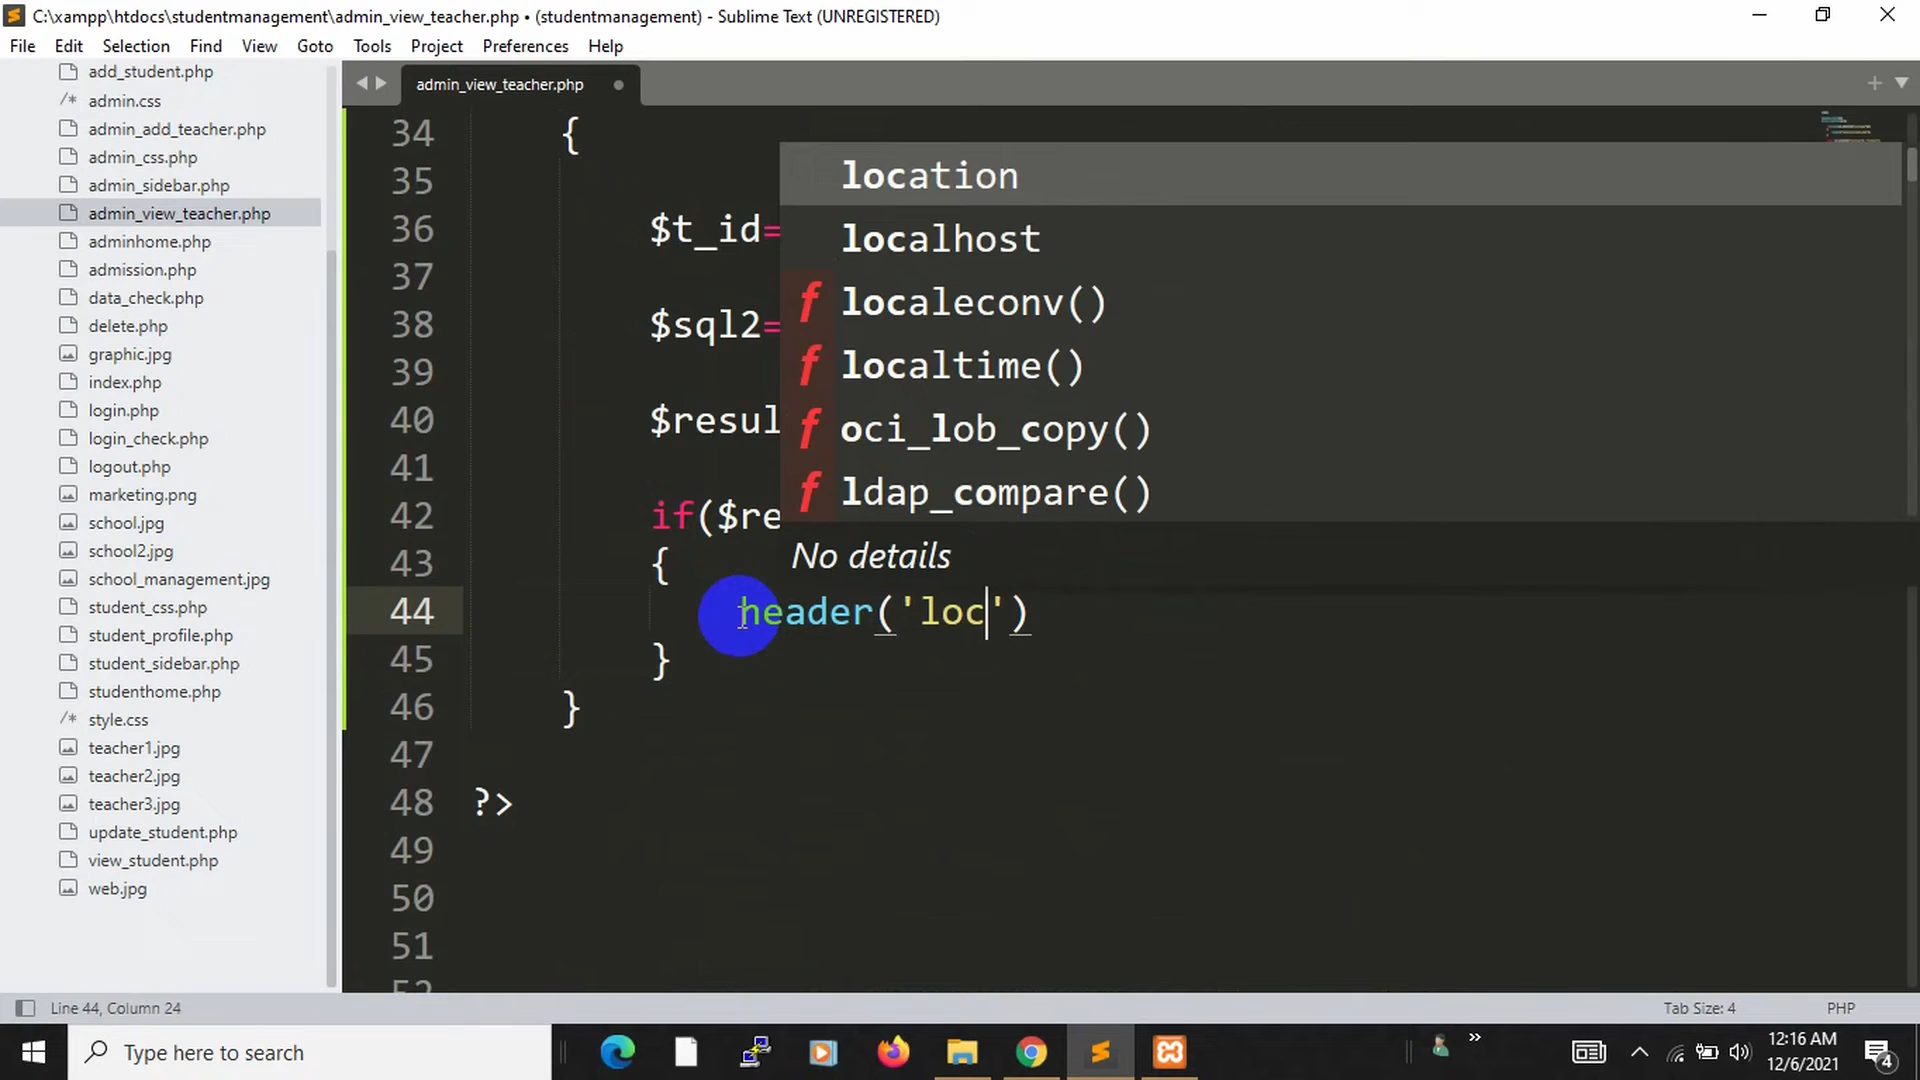 C:\xampp\htdocs\studentmanagement\admin_view_teacher.php • (studentmanagement) - Sublime Text (UNREGISTERED)
File Edit Selection Find View Goto Tools Project Preferences Help
add_student.php
/* admin.css
admin_add_teacher.php
admin_css.php
admin_sidebar.php
admin_view_teacher.php
adminhome.php
admission.php
data_check.php
delete.php
graphic.jpg
index.php
login.php
login_check.php
logout.php
marketing.png
school.jpg
school2.jpg
school_management.jpg
student_css.php
student_profile.php
student_sidebar.php
studenthome.php
/* style.css
teacher1.jpg
teacher2.jpg
teacher3.jpg
update_student.php
view_student.php
web.jpg
admin_view_teacher.php
34 {
35
36 $t_id=
37
38 $sql2=
39
40 $resul
41
42 if($re
43 {
44 header('loc')
45 }
46 }
47
48 ?>
49
50
51
52
location
localhost
f localeconv()
f localtime()
f oci_lob_copy()
f ldap_compare()
No details
Line 44, Column 24
Tab Size: 4
PHP
Type here to search
12:16 AM
12/6/2021
4